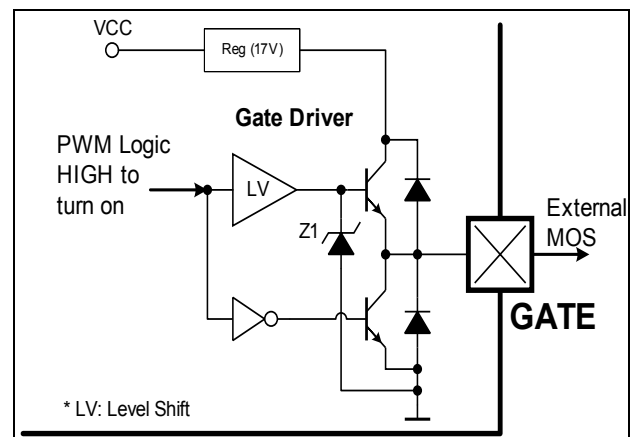 VCC
Reg (17V)
Gate Driver
PWM Logic
HIGH to
turn on
LV
Z1
External
MOS
GATE
* LV: Level Shift